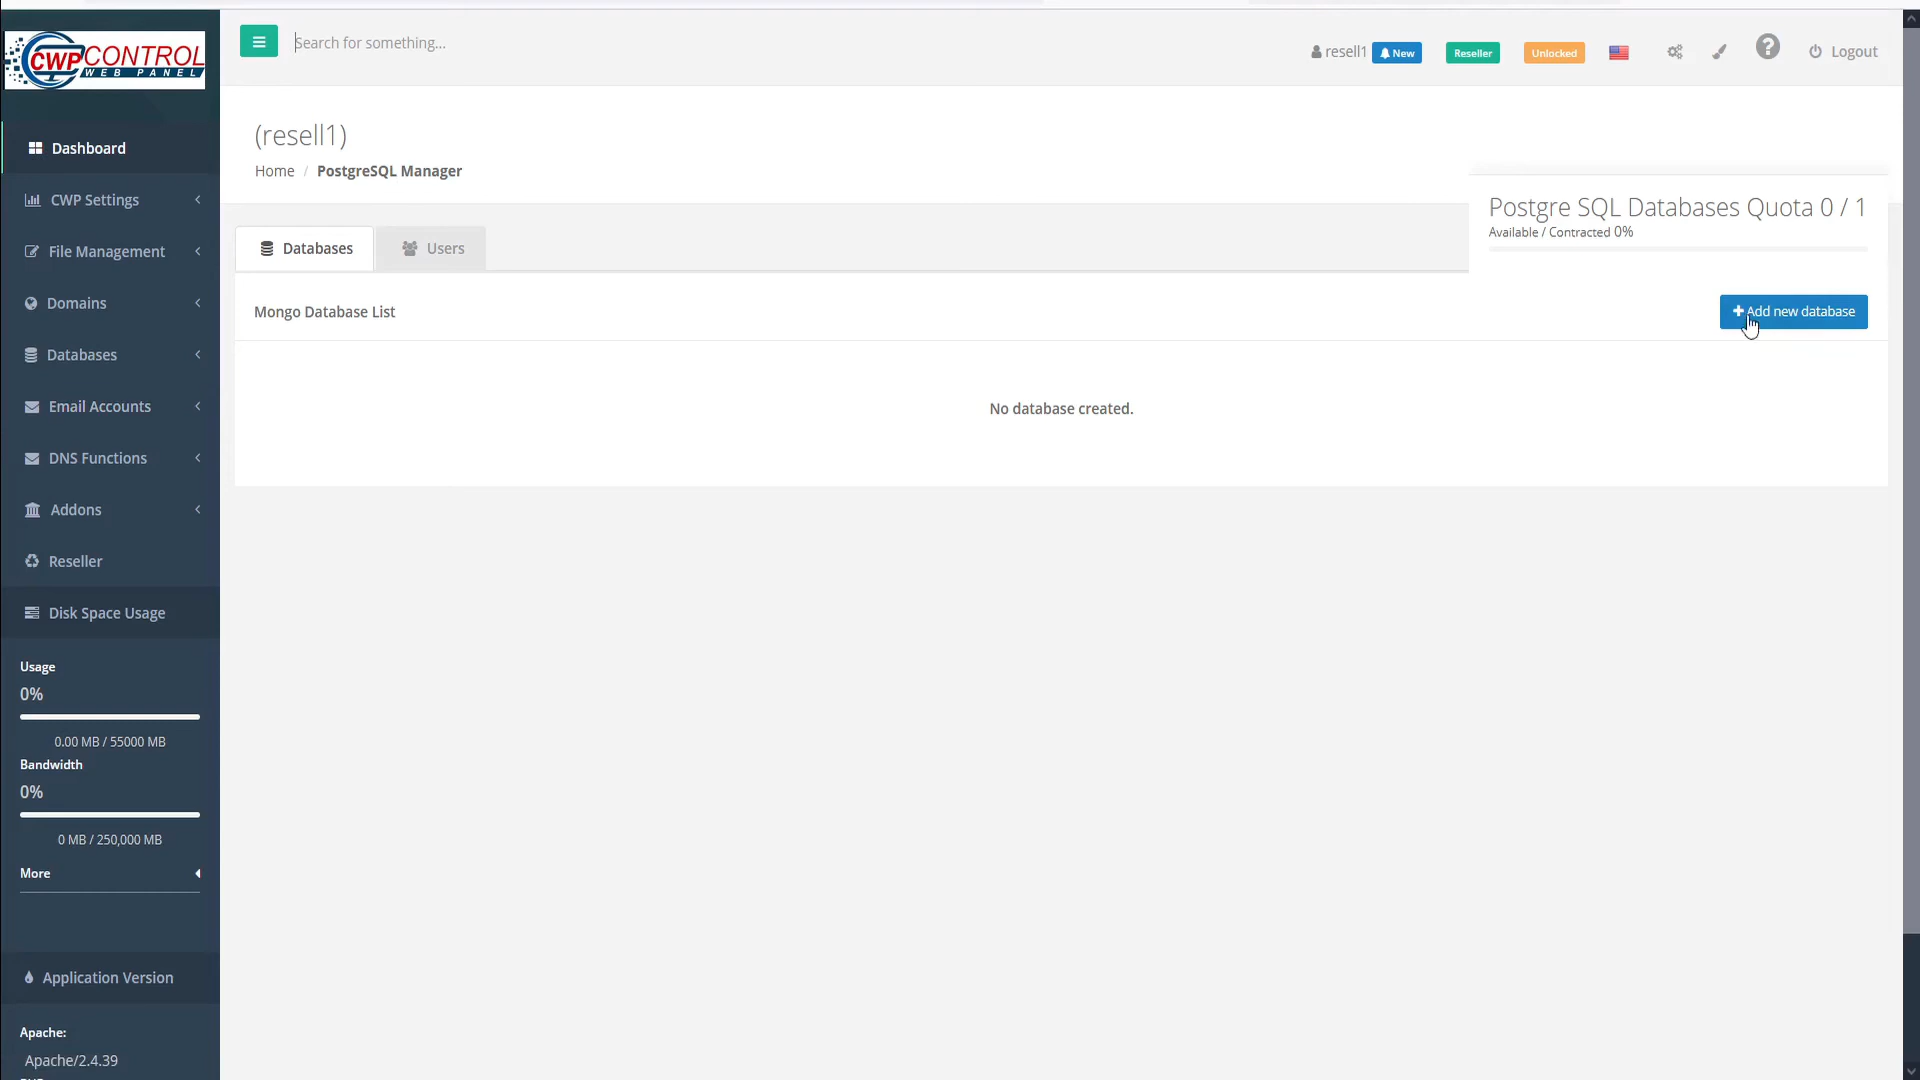 CWP CONTROL
WEB PANEL
Search for something...
resell1
New
Reseller
Unlocked
Logout
Dashboard
CWP Settings
File Management
Domains
Databases
Email Accounts
DNS Functions
Addons
Reseller
Disk Space Usage
Usage
0%
0.00 MB / 55000 MB
Bandwidth
0%
0 MB / 250,000 MB
More
Application Version
Apache:
Apache/2.4.39
(resell1)
Home / PostgreSQL Manager
Postgre SQL Databases Quota 0 / 1
Available / Contracted 0%
Databases
Users
Mongo Database List
Add new database
No database created.